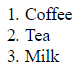 1. Coffee
2. Tea
3. Milk